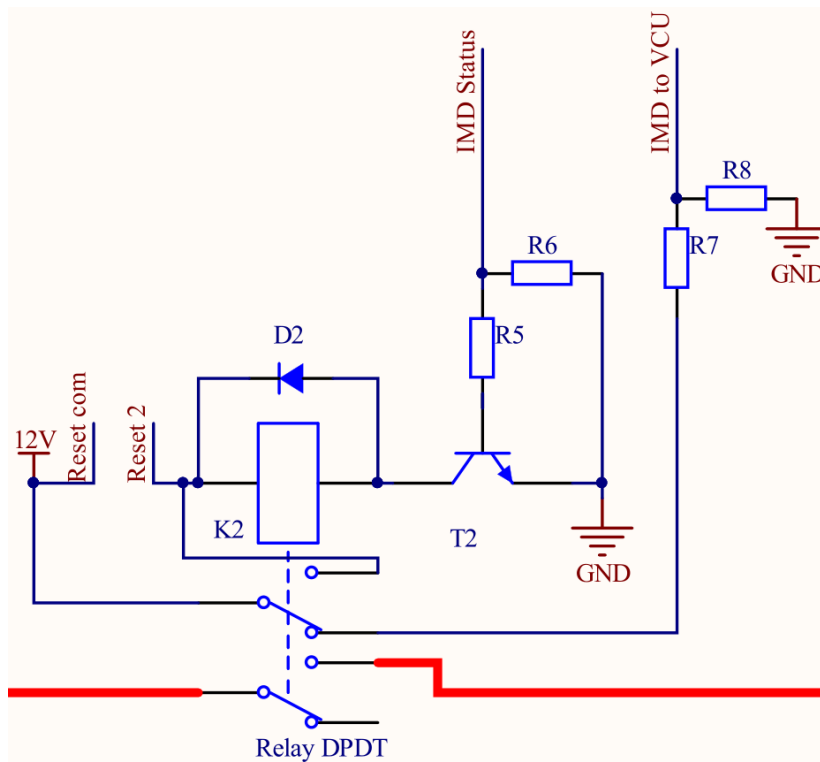 IMD Status
IMD to VCU
R8
R6
R7
GND
D2
R5
Reset com
Reset 2
12V
K2
T2
GND
Relay DPDT